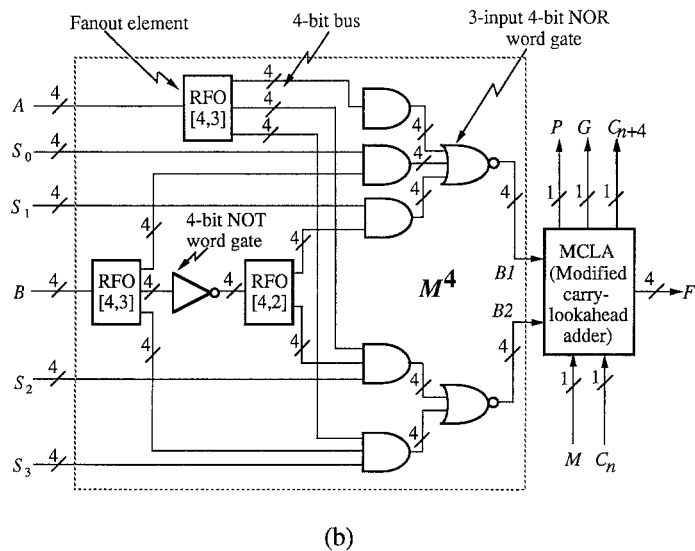 Fanout element
4-bit bus
3-input 4-bit NOR
word gate
A
4
RFO
[4,3]
4
4
4
S0
4
S1
4
4
4
4
4
4-bit NOT
word gate
4
4
B
4
RFO
[4,3]
4
4
RFO
[4,2]
M4
4
4
B1
B2
4
S2
4
4
4
S3
4
P
G
Cn+4
1
1
1
MCLA
(Modified
carry-
lookahead
adder)
4
F
1
1
M
Cn
(b)